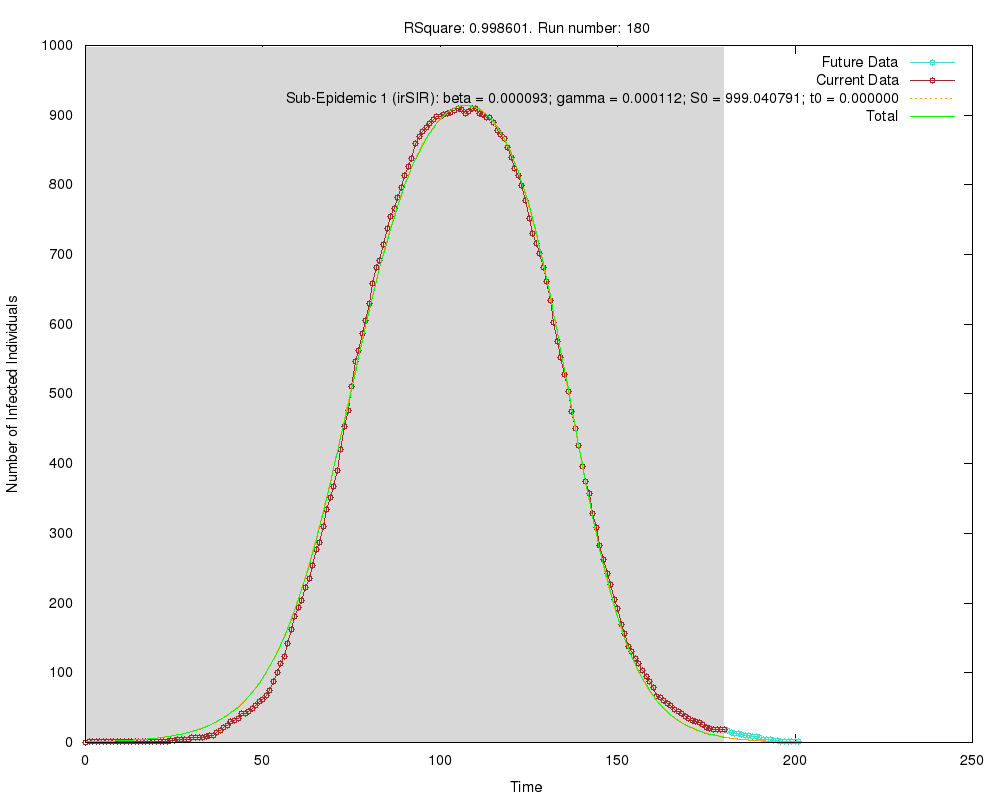 RSquare: 0.998601. Run number: 180
1000
900
800
700
600
500
400
300
200
100
0
Number of Infected Individuals
Future Data
Current Data
Sub-Epidemic 1 (irSIR): beta = 0.000093; gamma = 0.000112; S0 = 999.040791; t0 = 0.000000
Total
0 50 100 150 200 250
Time